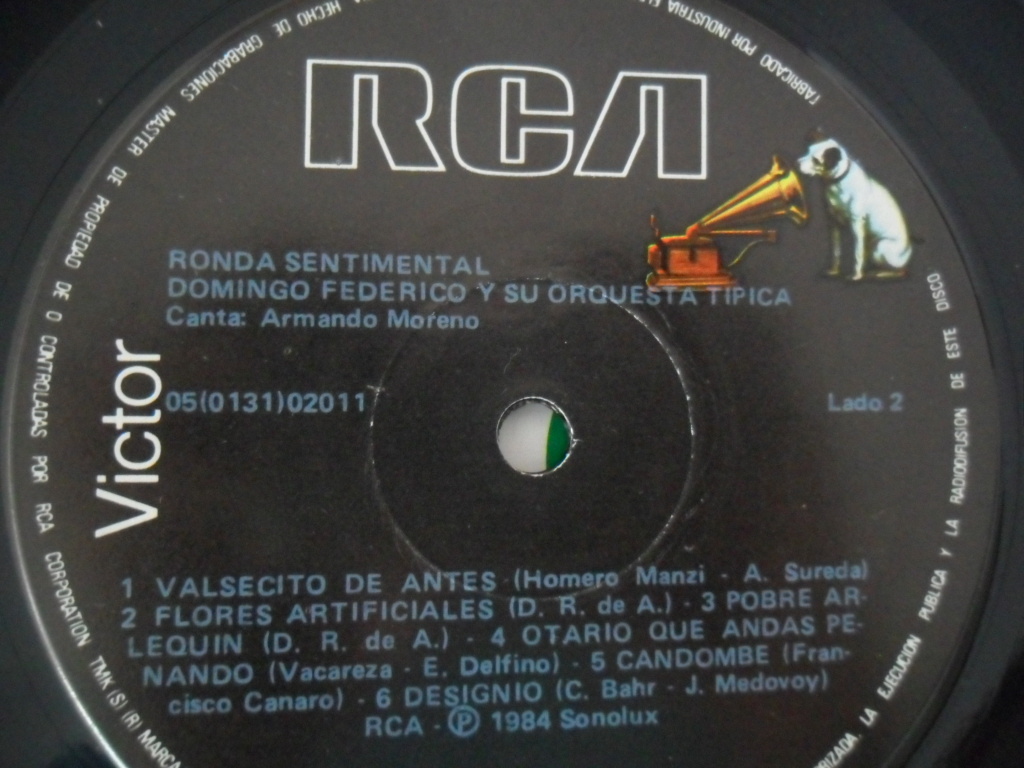 RCA
Victor
RONDA SENTIMENTAL
DOMINGO FEDERICO Y SU ORQUESTA TIPICA
Canta: Armando Moreno
05(0131)02011
Lado 2
1 VALSECITO DE ANTES (Homero Manzi - A. Sureda)
2 FLORES ARTIFICIALES (D. R. de A.) - 3 POBRE AR-
LEQUIN (D. R. de A.) - 4 OTARIO QUE ANDAS PE-
NANDO (Vacareza - E. Delfino) - 5 CANDOMBE (Fran-
cisco Canaro) - 6 DESIGNIO (C. Bahr - J. Medovoy)
RCA - Ⓟ 1984 Sonolux
HECHO DE GRABACIONES MASTER DE PROPIEDAD DE O CONTROLADAS POR RCA CORPORATION TMK (S) (R) MARCA
FABRICADO POR INDUSTRIA
LA EJECUCION PUBLICA Y LA RADIODIFUSION DE ESTE DISCO